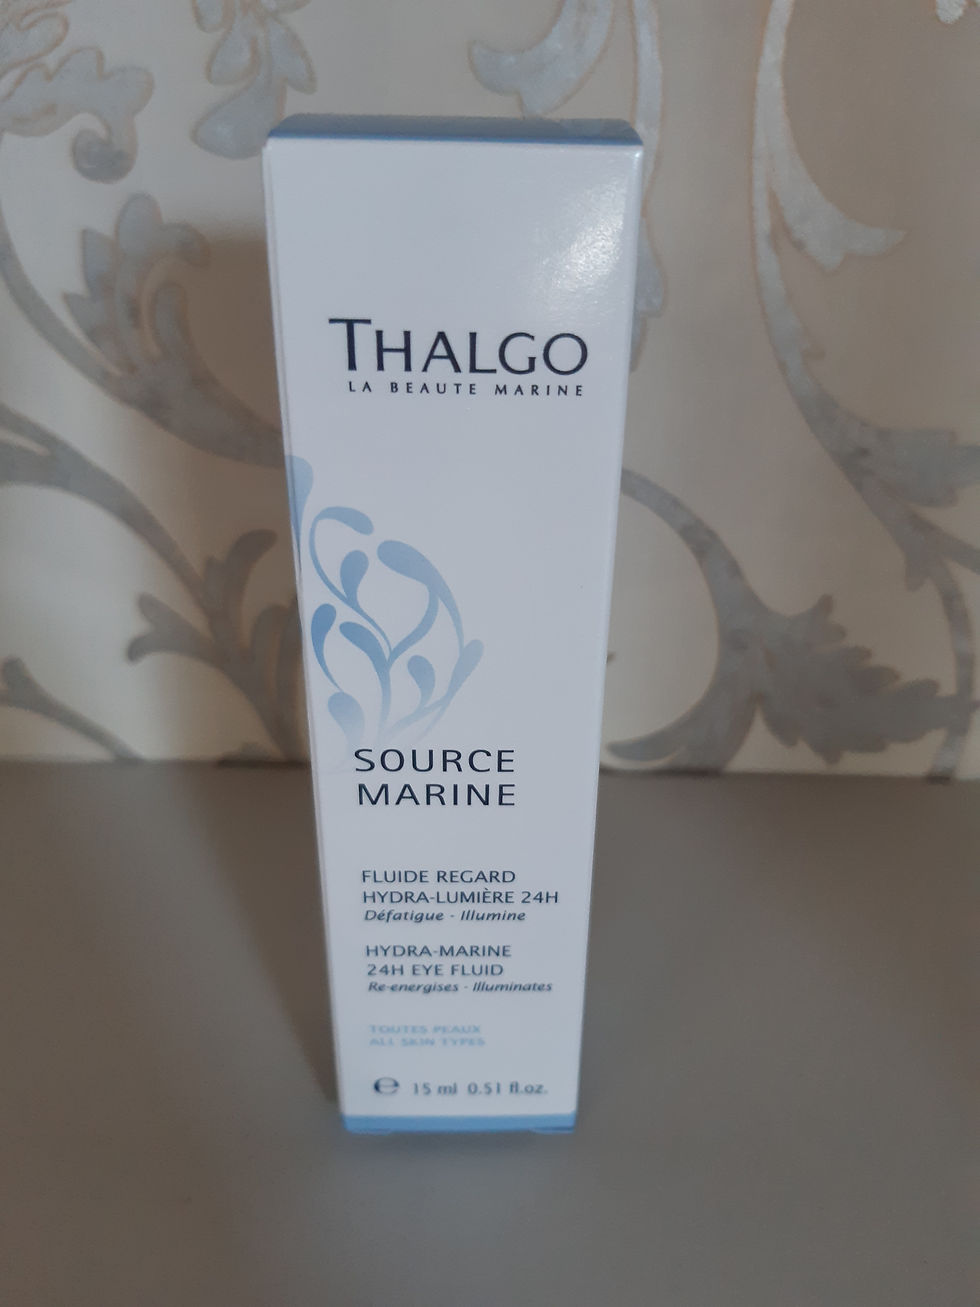 THALGO
LA BEAUTE MARINE
SOURCE
MARINE
FLUIDE REGARD
HYDRA-LUMIÈRE 24H
Défatigue - Illumine
HYDRA-MARINE
24H EYE FLUID
Re-energises - Illuminates
TOUTES PEAUX
ALL SKIN TYPES
℮ 15 ml 0.51 fl.oz.